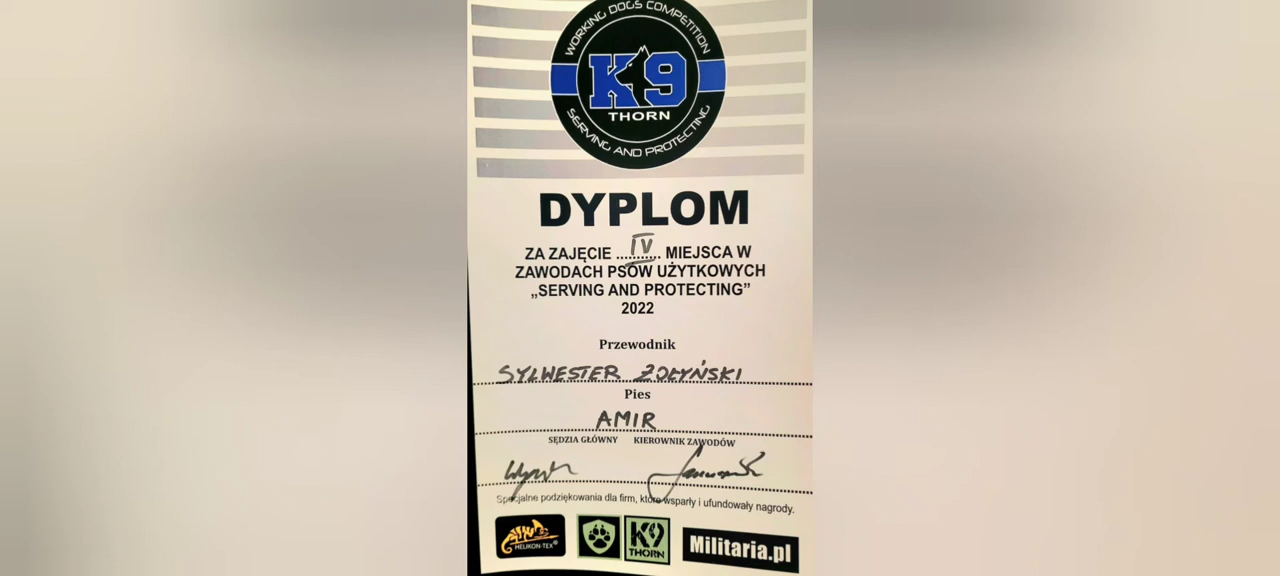 WORKING DOGS COMPETITION
K9
THORN
SERVING AND PROTECTING
DYPLOM
ZA ZAJĘCIE ....IV.... MIEJSCA W
ZAWODACH PSÓW UŻYTKOWYCH
„SERVING AND PROTECTING”
2022
Przewodnik
SYLWESTER ŻOŁYŃSKI
Pies
AMIR
SĘDZIA GŁÓWNY KIEROWNIK ZAWODÓW
Specjalne podziękowania dla firm, które wsparły i ufundowały nagrody.
HELIKON-TEX®
K9
THORN
Militaria.pl